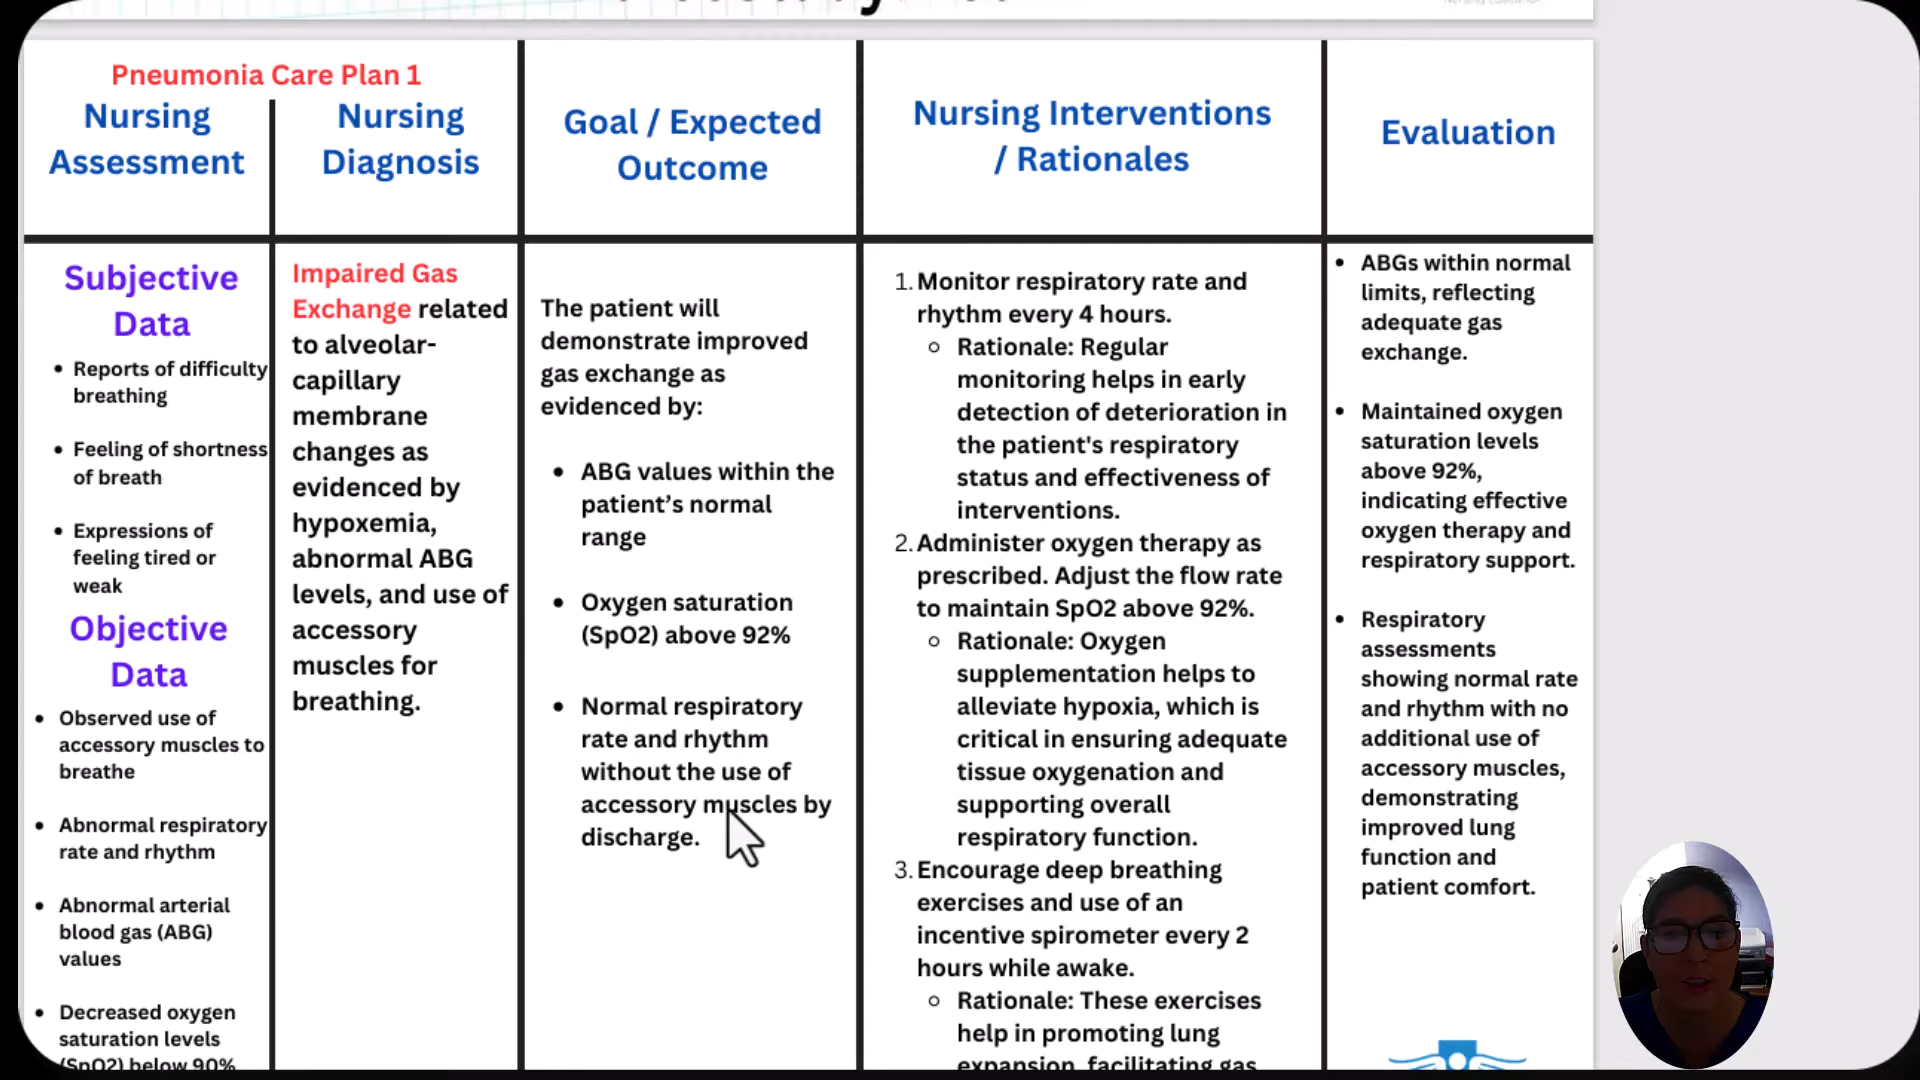 Pneumonia Care Plan 1
Nursing
Assessment
Nursing
Diagnosis
Goal / Expected
Outcome
Nursing Interventions
/ Rationales
Evaluation
Subjective
Data
• Reports of difficulty
breathing
• Feeling of shortness
of breath
• Expressions of
feeling tired or
weak
Objective
Data
• Observed use of
accessory muscles to
breathe
• Abnormal respiratory
rate and rhythm
• Abnormal arterial
blood gas (ABG)
values
• Decreased oxygen
saturation levels
(SpO2) below 90%
Impaired Gas
Exchange related
to alveolar-
capillary
membrane
changes as
evidenced by
hypoxemia,
abnormal ABG
levels, and use of
accessory
muscles for
breathing.
The patient will
demonstrate improved
gas exchange as
evidenced by:
• ABG values within the
patient’s normal
range
• Oxygen saturation
(SpO2) above 92%
• Normal respiratory
rate and rhythm
without the use of
accessory muscles by
discharge.
1. Monitor respiratory rate and
rhythm every 4 hours.
○ Rationale: Regular
monitoring helps in early
detection of deterioration in
the patient's respiratory
status and effectiveness of
interventions.
2. Administer oxygen therapy as
prescribed. Adjust the flow rate
to maintain SpO2 above 92%.
○ Rationale: Oxygen
supplementation helps to
alleviate hypoxia, which is
critical in ensuring adequate
tissue oxygenation and
supporting overall
respiratory function.
3. Encourage deep breathing
exercises and use of an
incentive spirometer every 2
hours while awake.
○ Rationale: These exercises
help in promoting lung
expansion, facilitating gas
• ABGs within normal
limits, reflecting
adequate gas
exchange.
• Maintained oxygen
saturation levels
above 92%,
indicating effective
oxygen therapy and
respiratory support.
• Respiratory
assessments
showing normal rate
and rhythm with no
additional use of
accessory muscles,
demonstrating
improved lung
function and
patient comfort.